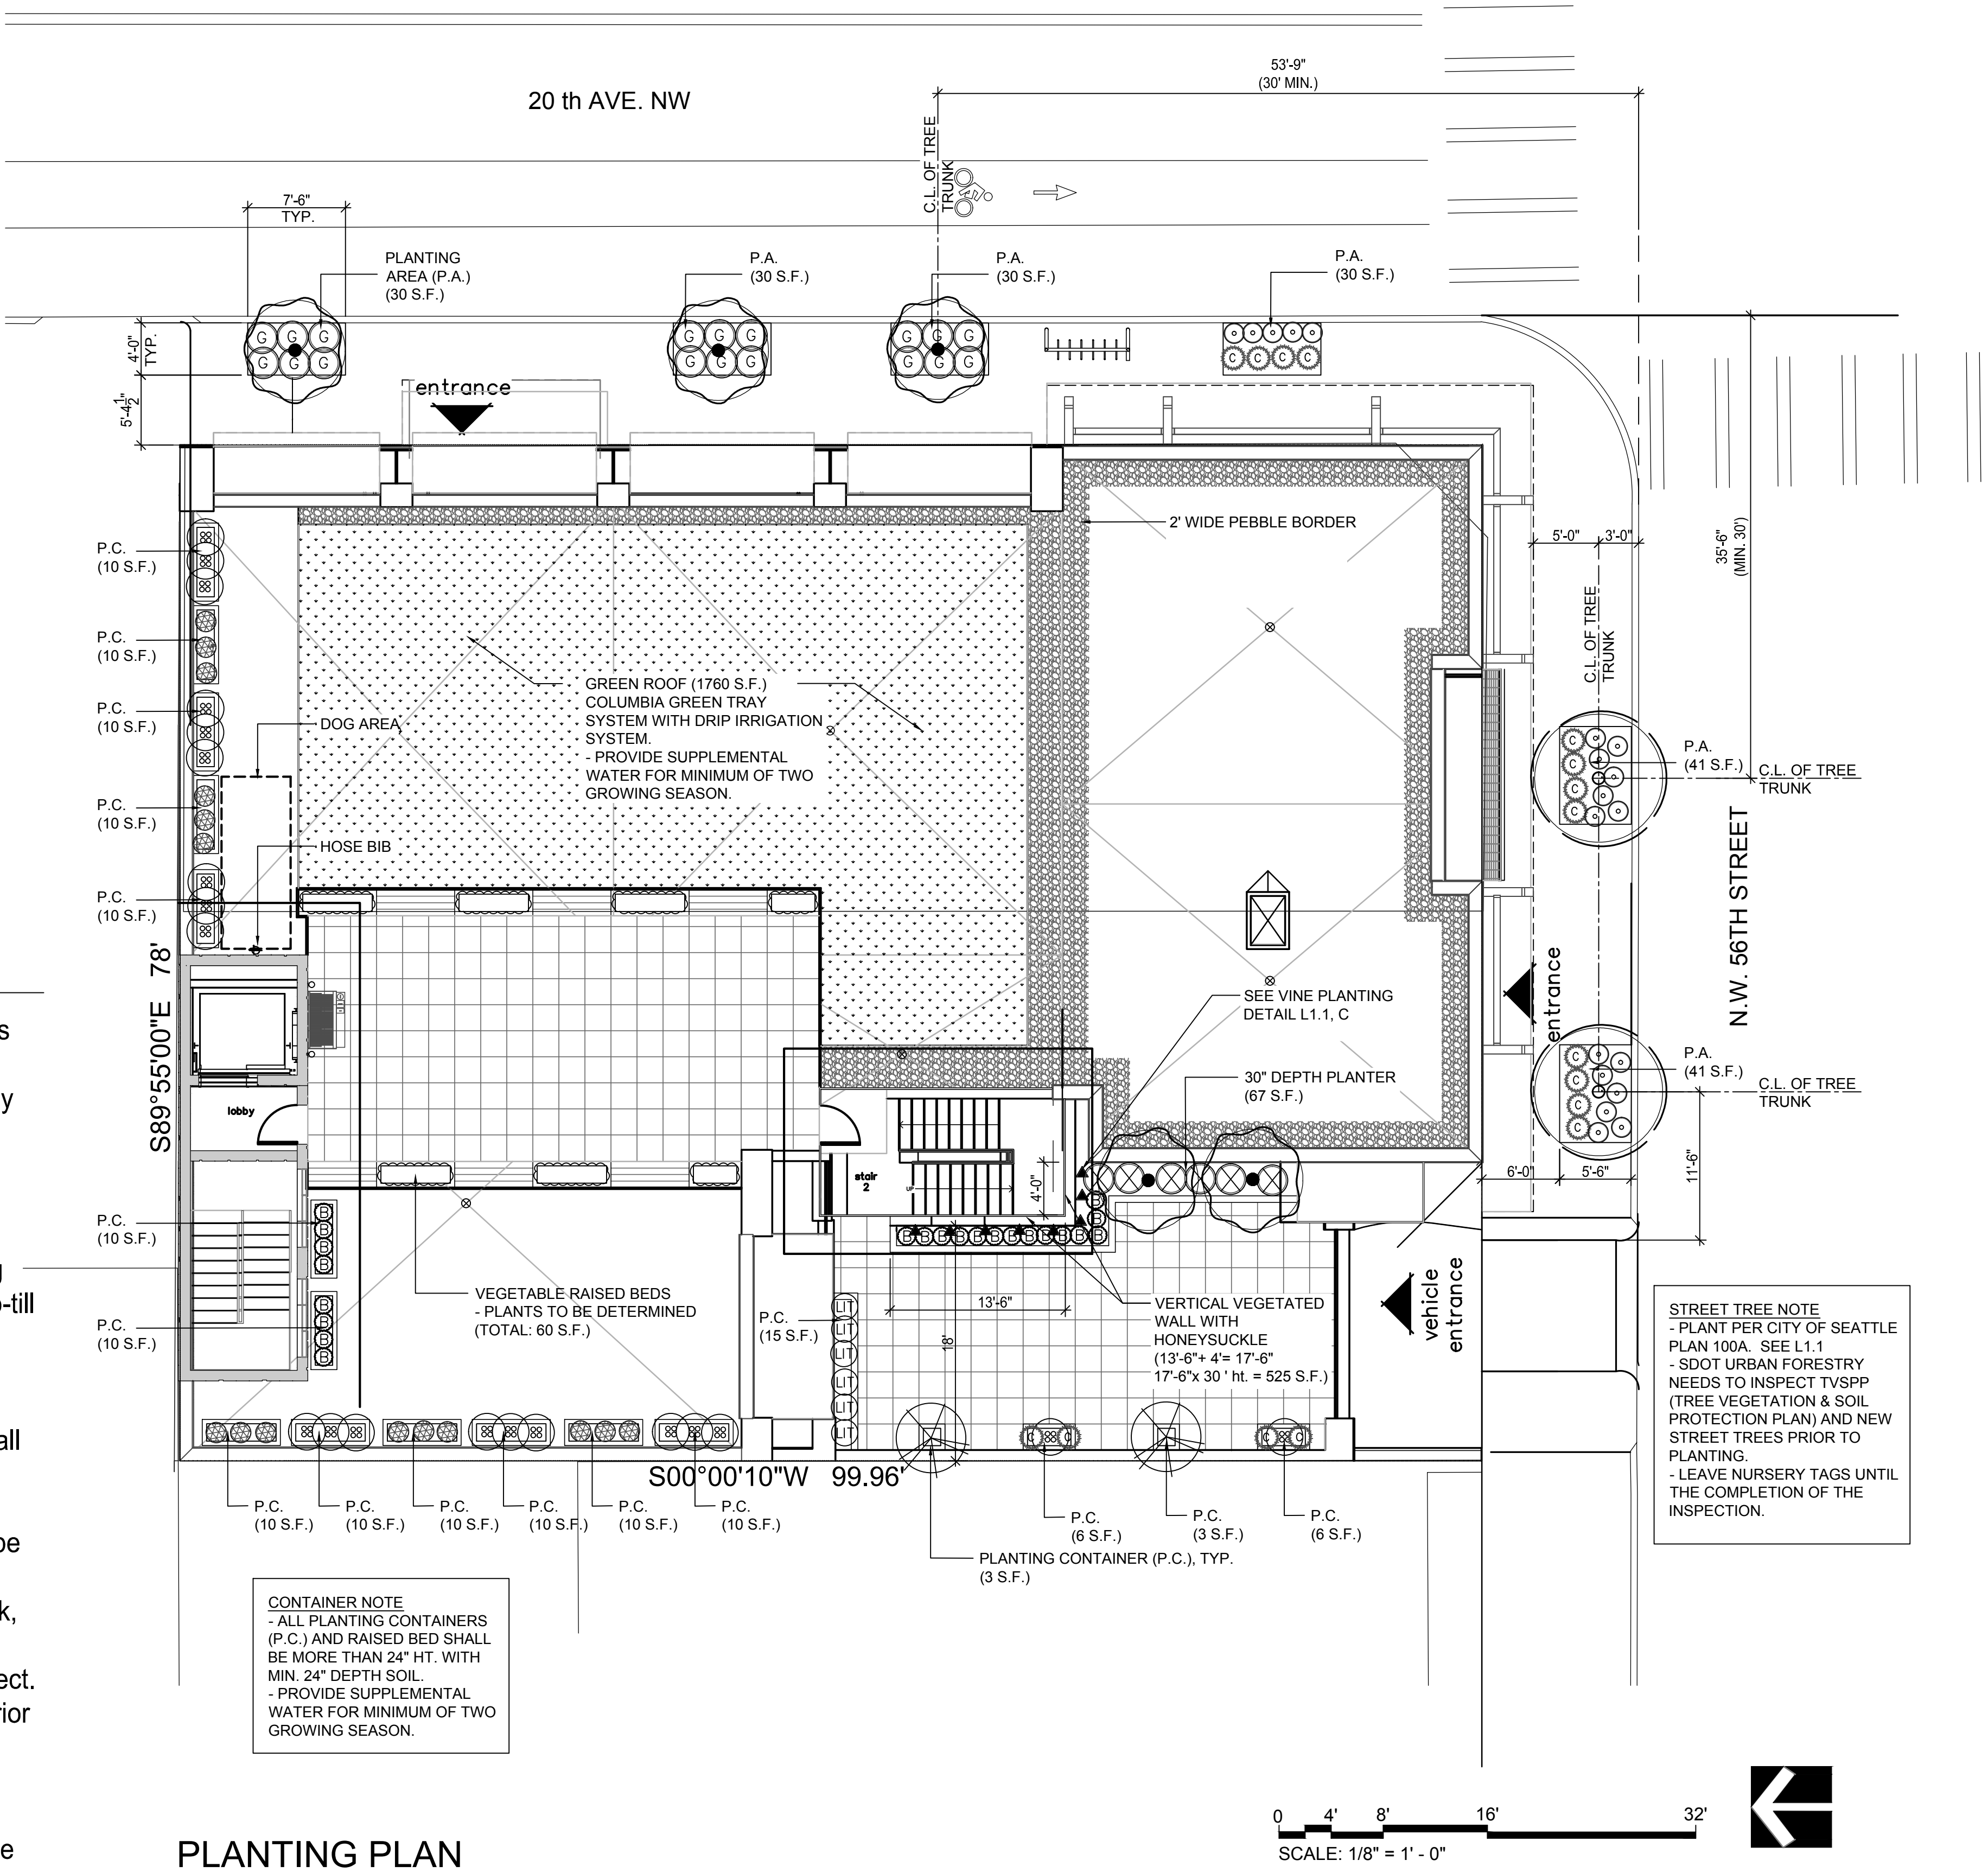 53'-9"
(30' MIN.)
20 th AVE. NW
C.L. OF TREE
TRUNK
7'-6"
TYP.
PLANTING
AREA (P.A.)
(30 S.F.)
P.A.
(30 S.F.)
P.A.
(30 S.F.)
P.A.
(30 S.F.)
4'-0"
TYP.
5'-4 1/2"
G G G
G G G
G G G
G G G
G G G
G G G
C C C C
entrance
2' WIDE PEBBLE BORDER
5'-0"
3'-0"
35'-6"
(MIN. 30')
C.L. OF TREE
TRUNK
P.C.
(10 S.F.)
P.C.
(10 S.F.)
P.C.
(10 S.F.)
P.C.
(10 S.F.)
P.C.
(10 S.F.)
DOG AREA
HOSE BIB
GREEN ROOF (1760 S.F.)
COLUMBIA GREEN TRAY
SYSTEM WITH DRIP IRRIGATION
SYSTEM.
- PROVIDE SUPPLEMENTAL
WATER FOR MINIMUM OF TWO
GROWING SEASON.
C
C
C
C
P.A.
(41 S.F.)
C.L. OF TREE
TRUNK
N.W. 56TH STREET
entrance
S89°55'00"E 78'
SEE VINE PLANTING
DETAIL L1.1, C
30" DEPTH PLANTER
(67 S.F.)
C
C
C
C
P.A.
(41 S.F.)
C.L. OF TREE
TRUNK
6'-0"
5'-6"
11'-6"
lobby
stair
2
UP
4'-0"
B
B
B B B B B B B B B B B B
P.C.
(10 S.F.)
B
B
B
B
P.C.
(10 S.F.)
B
B
B
B
VEGETABLE RAISED BEDS
- PLANTS TO BE DETERMINED
(TOTAL: 60 S.F.)
P.C.
(15 S.F.)
LIT
LIT
LIT
LIT
LIT
LIT
13'-6"
18'
VERTICAL VEGETATED
WALL WITH
HONEYSUCKLE
(13'-6"+ 4'= 17'-6"
17'-6"x 30 ' ht. = 525 S.F.)
vehicle
entrance
C C
C C
S00°00'10"W 99.96'
P.C.
(10 S.F.)
P.C.
(10 S.F.)
P.C.
(10 S.F.)
P.C.
(10 S.F.)
P.C.
(10 S.F.)
P.C.
(10 S.F.)
PLANTING CONTAINER (P.C.), TYP.
(3 S.F.)
P.C.
(6 S.F.)
P.C.
(3 S.F.)
P.C.
(6 S.F.)
STREET TREE NOTE
- PLANT PER CITY OF SEATTLE
PLAN 100A. SEE L1.1
- SDOT URBAN FORESTRY
NEEDS TO INSPECT TVSPP
(TREE VEGETATION & SOIL
PROTECTION PLAN) AND NEW
STREET TREES PRIOR TO
PLANTING.
- LEAVE NURSERY TAGS UNTIL
THE COMPLETION OF THE
INSPECTION.
CONTAINER NOTE
- ALL PLANTING CONTAINERS
(P.C.) AND RAISED BED SHALL
BE MORE THAN 24" HT. WITH
MIN. 24" DEPTH SOIL.
- PROVIDE SUPPLEMENTAL
WATER FOR MINIMUM OF TWO
GROWING SEASON.
0 4' 8' 16' 32'
SCALE: 1/8" = 1' - 0"
PLANTING PLAN